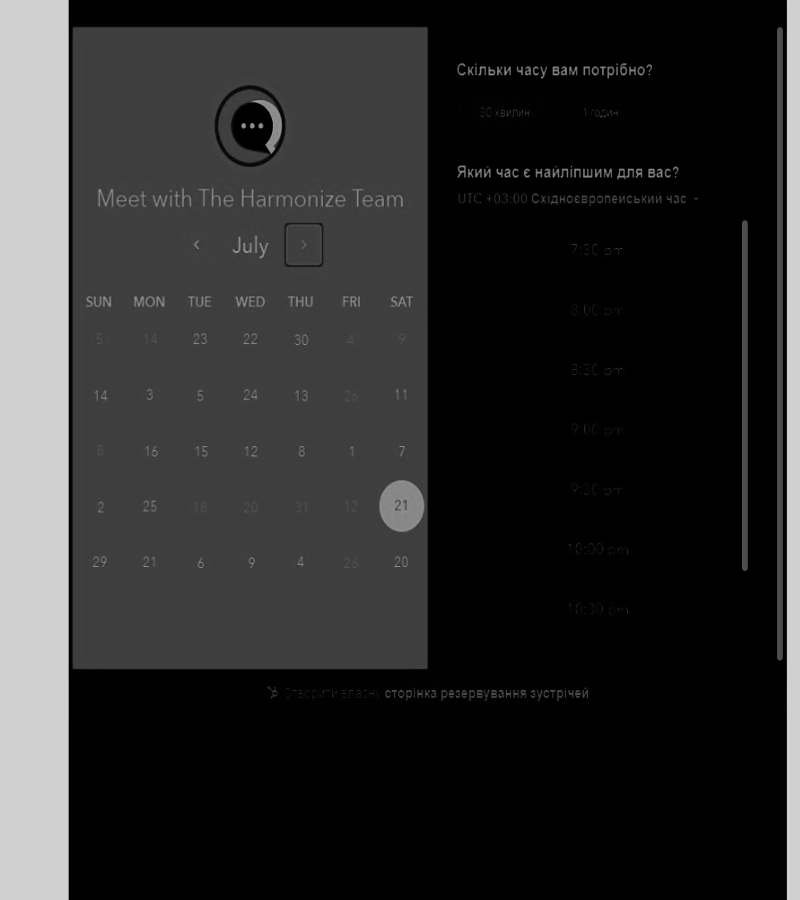 Meet with The Harmonize Team
July
SUN MON TUE WED THU FRI SAT
5 14 23 22 30 4 9
14 3 5 24 13 26 11
8 16 15 12 8 1 7
2 25 18 20 31 12 21
29 21 6 9 4 26 20
Скільки часу вам потрібно?
30 хвилин 1 годин
Який час є найліпшим для вас?
UTC +03:00 Східноєвропейський час
7:30 pm
8:00 pm
8:30 pm
9:00 pm
9:30 pm
10:00 pm
10:30 pm
Створити власну сторінка резервування зустрічей